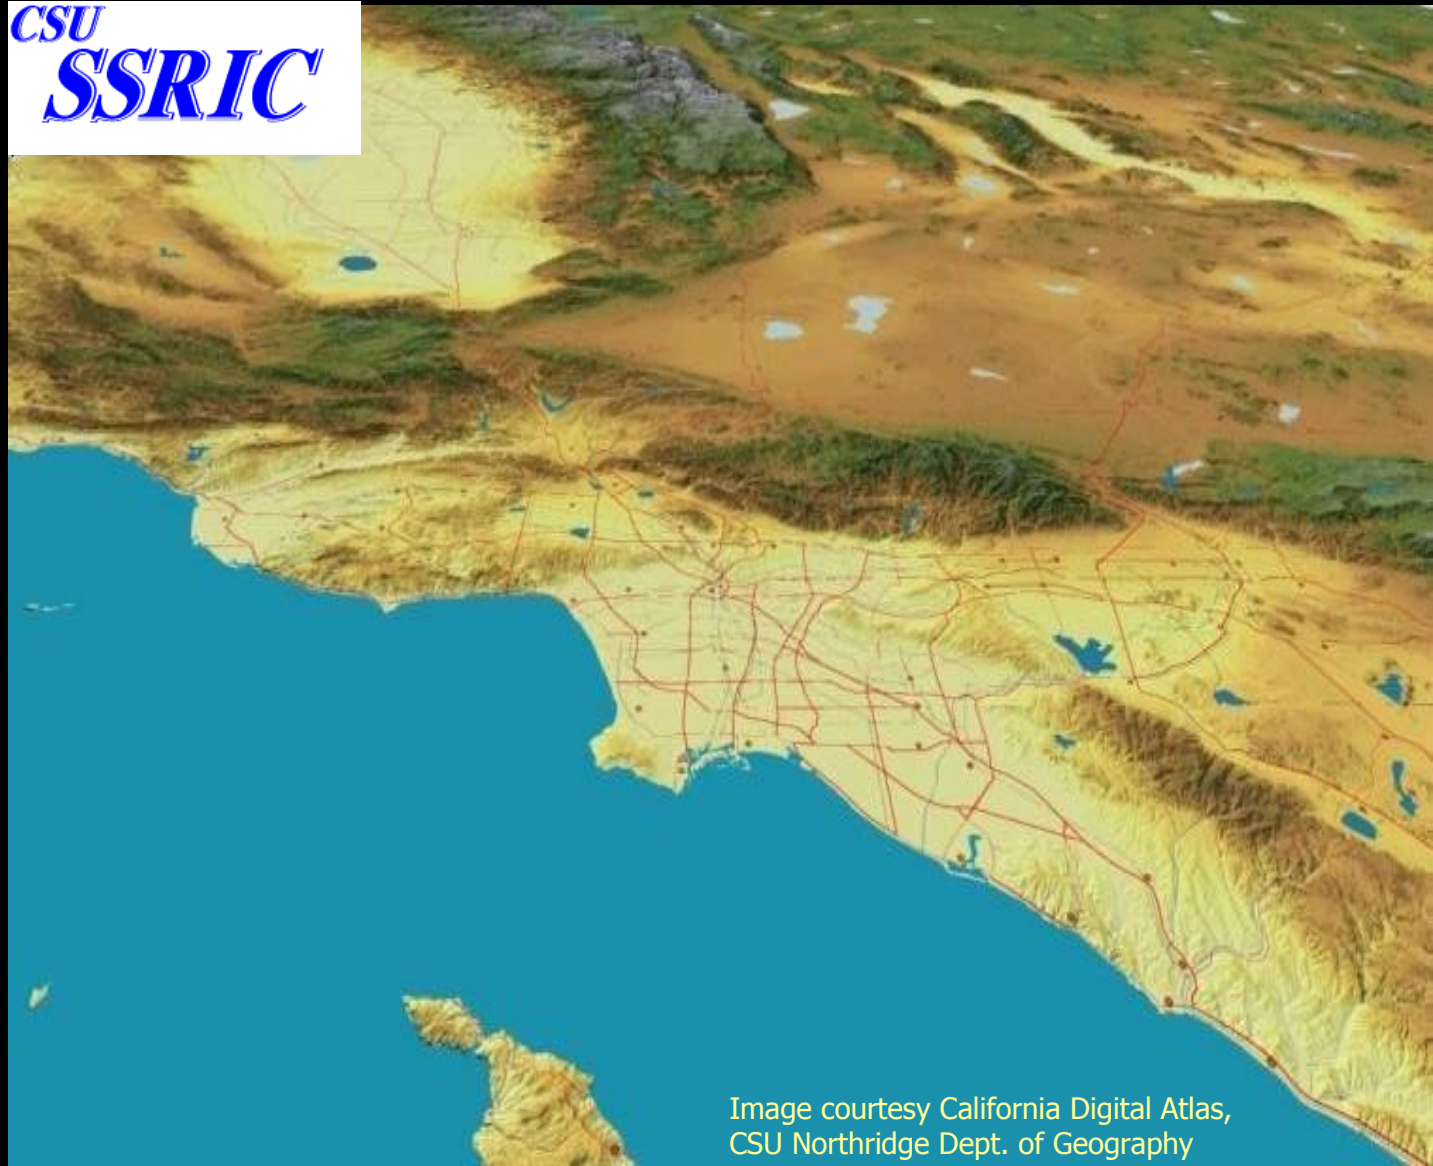 CSU
SSRIC
Image courtesy California Digital Atlas,
CSU Northridge Dept. of Geography